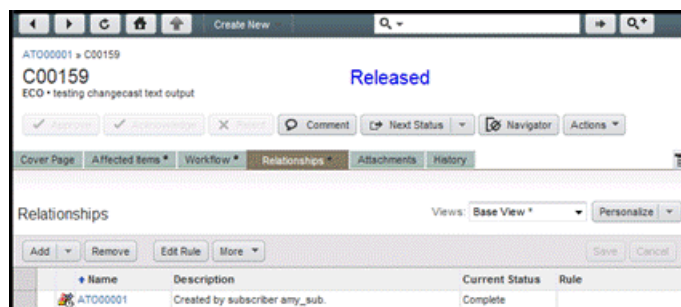 Create New
ATO00001 » C00159
C00159
Released
ECO • testing changecast text output
Approve Acknowledge Reject Comment Next Status Navigator Actions
Cover Page Affected Items * Workflow * Relationships * Attachments History
Relationships
Views: Base View * Personalize
Add Remove Edit Rule More
Save Cancel
Name Description Current Status Rule
ATO00001 Created by subscriber amy_sub. Complete